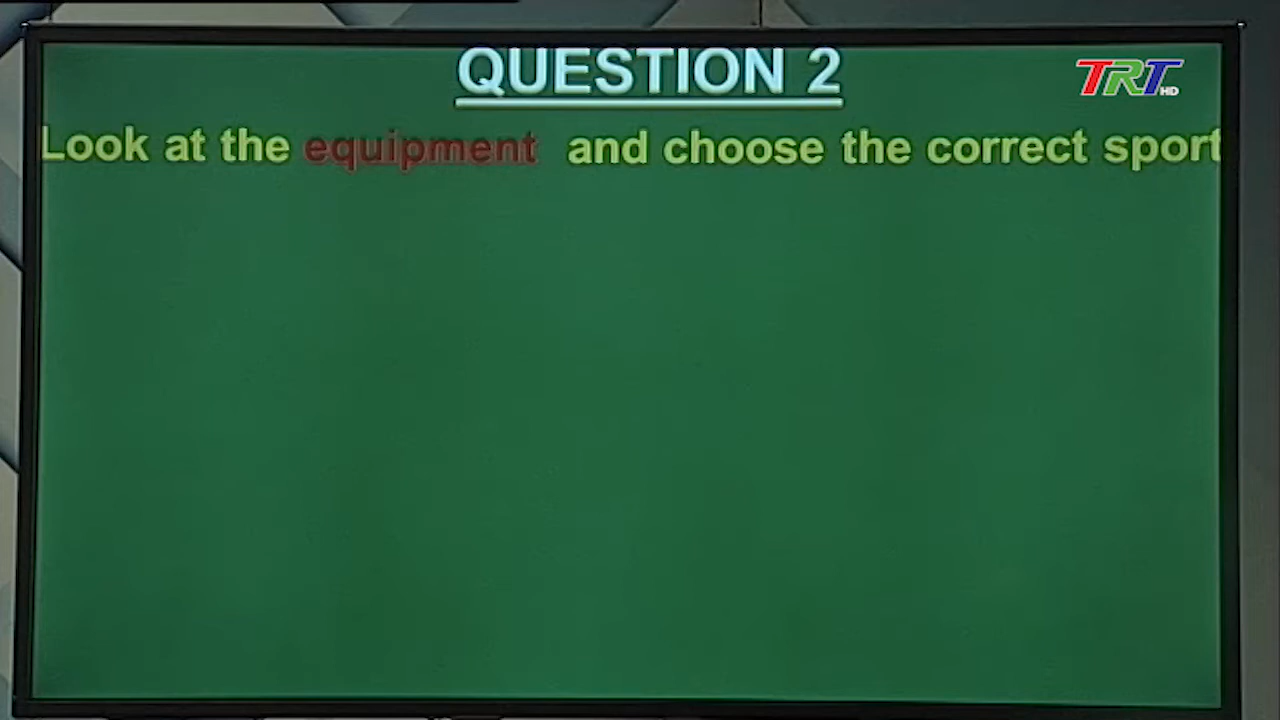 QUESTION 2
TRT HD
Look at the equipment and choose the correct sport